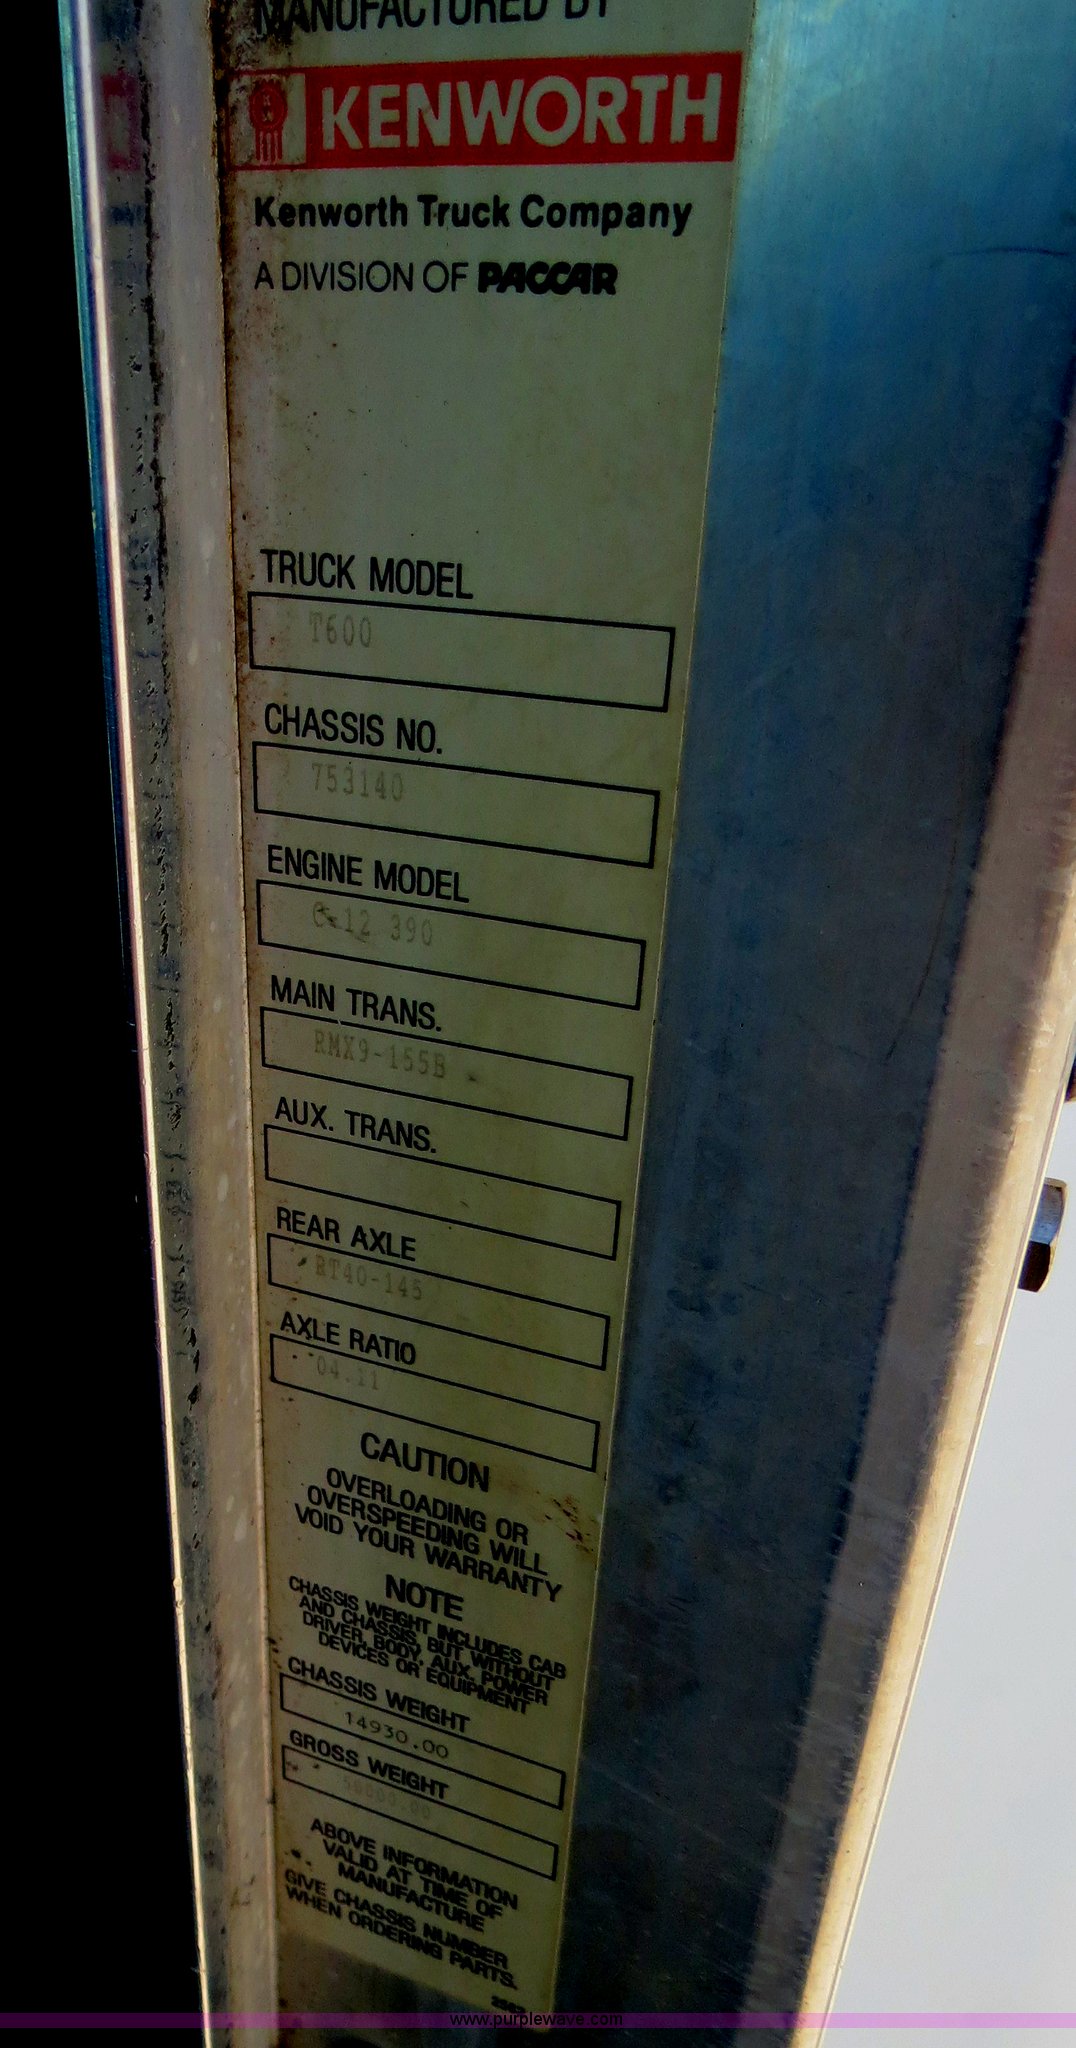 MANUFACTURED BY
KENWORTH
Kenworth Truck Company
A DIVISION OF PACCAR
TRUCK MODEL
T600
CHASSIS NO.
753140
ENGINE MODEL
C-12 390
MAIN TRANS.
RMX9-155B
AUX. TRANS.
REAR AXLE
RT40-145
AXLE RATIO
04.11
CAUTION
OVERLOADING OR
OVERSPEEDING WILL
VOID YOUR WARRANTY
NOTE
CHASSIS WEIGHT INCLUDES CAB
AND CHASSIS, BUT WITHOUT
DRIVER, BODY, AUX. POWER
DEVICES OR EQUIPMENT
CHASSIS WEIGHT
14930.00
GROSS WEIGHT
ABOVE INFORMATION
VALID AT TIME OF
MANUFACTURE
GIVE CHASSIS NUMBER
WHEN ORDERING PARTS.
www.purplewave.com